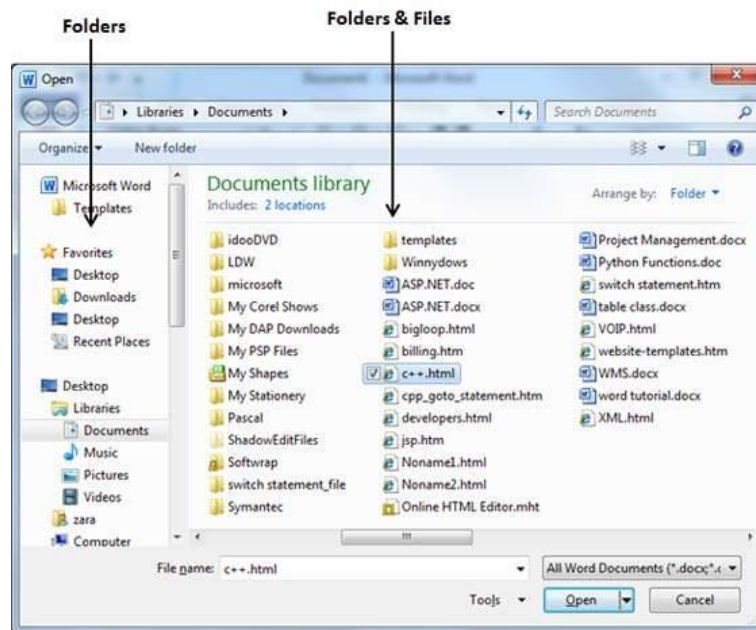 Folders
Folders & Files
Open
Libraries
Documents
Search Documents
Organize
New folder
Microsoft Word
Templates
Favorites
Desktop
Downloads
Desktop
Recent Places
Desktop
Libraries
Documents
Music
Pictures
Videos
zara
Computer
Documents library
Includes: 2 locations
Arrange by: Folder
idooDVD
LDW
microsoft
My Corel Shows
My DAP Downloads
My PSP Files
My Shapes
My Stationery
Pascal
ShadowEditFiles
Softwrap
switch statement_file
Symantec
templates
Winnydows
ASP.NET.doc
ASP.NET.docx
bigloop.html
billing.htm
c++.html
cpp_goto_statement.htm
developers.html
jsp.htm
Noname1.html
Noname2.html
Online HTML Editor.mht
Project Management.docx
Python Functions.doc
switch statement.htm
table class.docx
VOIP.html
website-templates.htm
WMS.docx
word tutorial.docx
XML.html
File name: c++.html
All Word Documents (*.docx;*.c
Tools
Open
Cancel